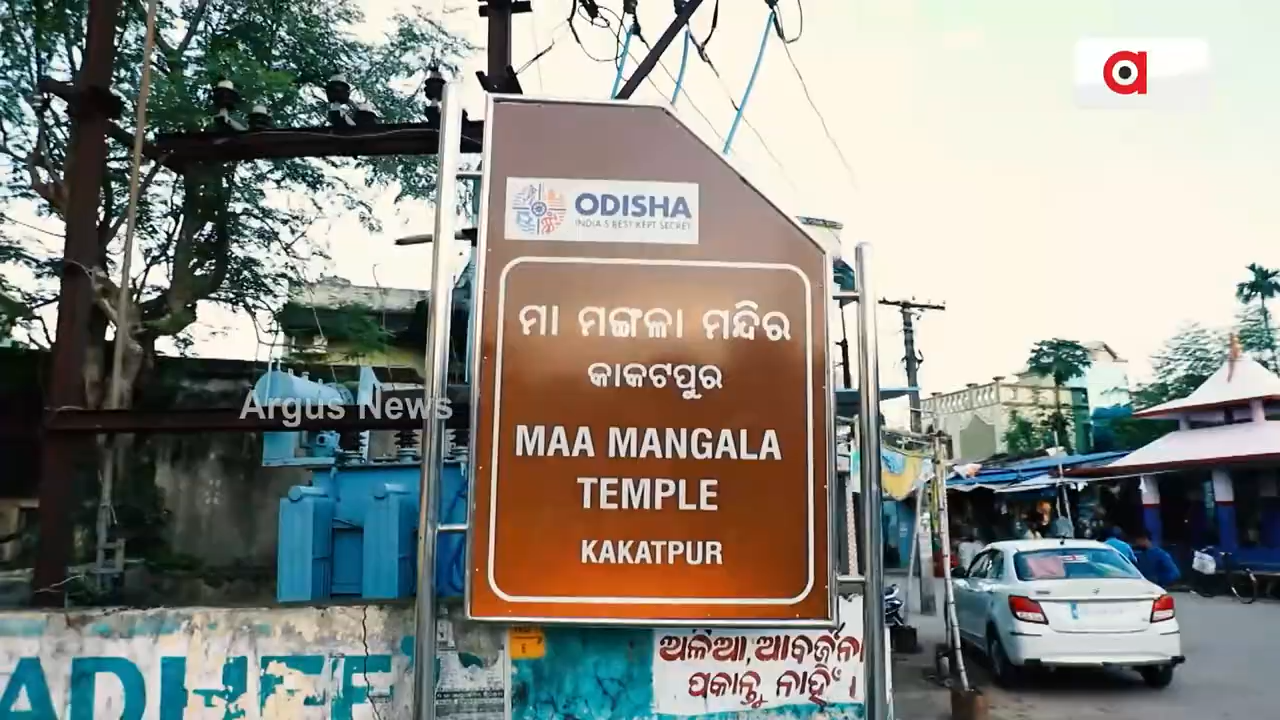 a
ODISHA
INDIA'S BEST KEPT SECRET
ମା ମଙ୍ଗଳା ମନ୍ଦିର
କାକଟପୁର
MAA MANGALA
TEMPLE
KAKATPUR
Argus News
ଅଳିଆ, ଆବର୍ଜନା
ପକାନ୍ତୁ ନାହିଁ ।